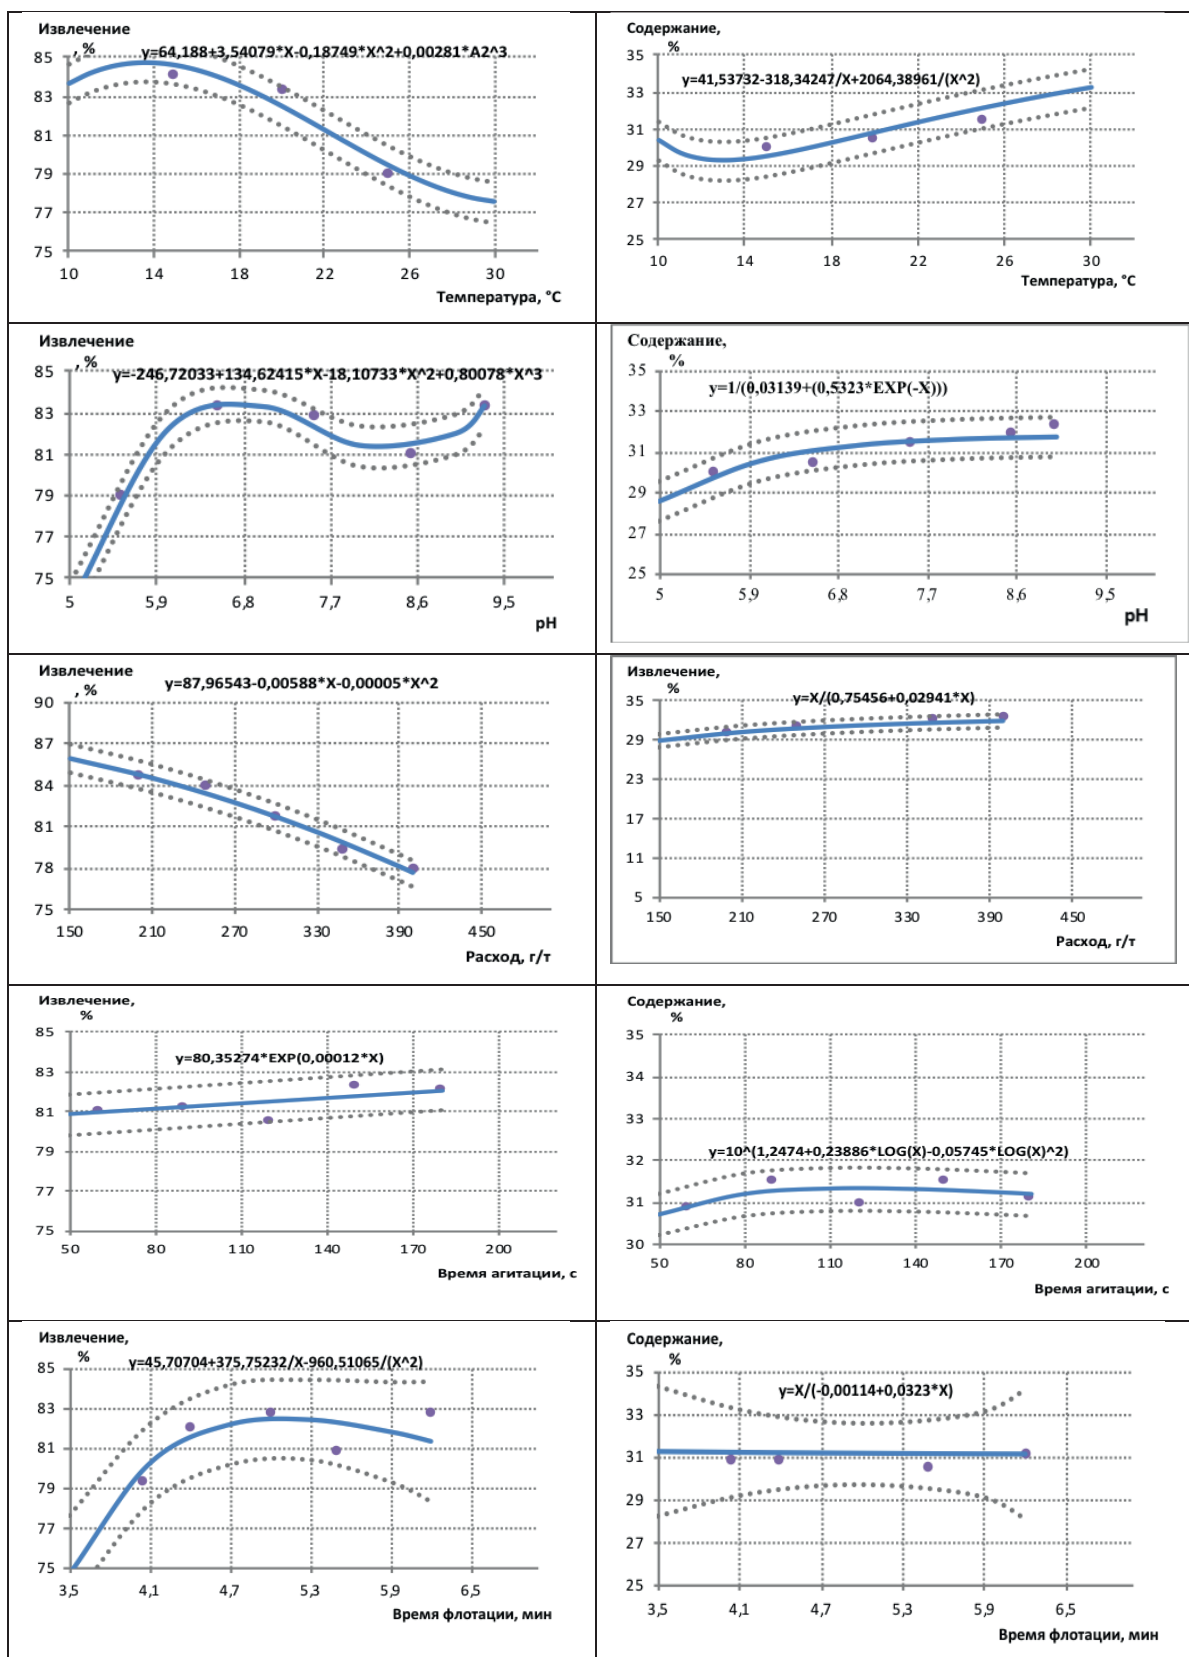 Извлечение
, %
y=64,188+3,54079*X-0,18749*X^2+0,00281*A2^3
85
83
81
79
77
75
10 14 18 22 26 30
Температура, °C
Содержание,
%
y=41,53732-318,34247/X+2064,38961/(X^2)
35
33
31
29
27
25
10 14 18 22 26 30
Температура, °C
Извлечение
, %
y=-246,72033+134,62415*X-18,10733*X^2+0,80078*X^3
85
83
81
79
77
75
5 5,9 6,8 7,7 8,6 9,5
pH
Содержание,
%
y=1/(0,03139+(0,5323*EXP(-X)))
35
33
31
29
27
25
5 5,9 6,8 7,7 8,6 9,5
pH
Извлечение
, %
y=87,96543-0,00588*X-0,00005*X^2
90
87
84
81
78
75
150 210 270 330 390 450
Расход, г/т
Извлечение,
%
y=X/(0,75456+0,02941*X)
35
29
23
17
11
5
150 210 270 330 390 450
Расход, г/т
Извлечение,
%
y=80,35274*EXP(0,00012*X)
85
83
81
79
77
75
50 80 110 140 170 200
Время агитации, с
Содержание,
%
y=10^(1,2474+0,23886*LOG(X)-0,05745*LOG(X)^2)
35
34
33
32
31
30
50 80 110 140 170 200
Время агитации, с
Извлечение,
%
y=45,70704+375,75232/X-960,51065/(X^2)
85
83
81
79
77
75
3,5 4,1 4,7 5,3 5,9 6,5
Время флотации, мин
Содержание,
%
y=X/(-0,00114+0,0323*X)
35
33
31
29
27
25
3,5 4,1 4,7 5,3 5,9 6,5
Время флотации, мин